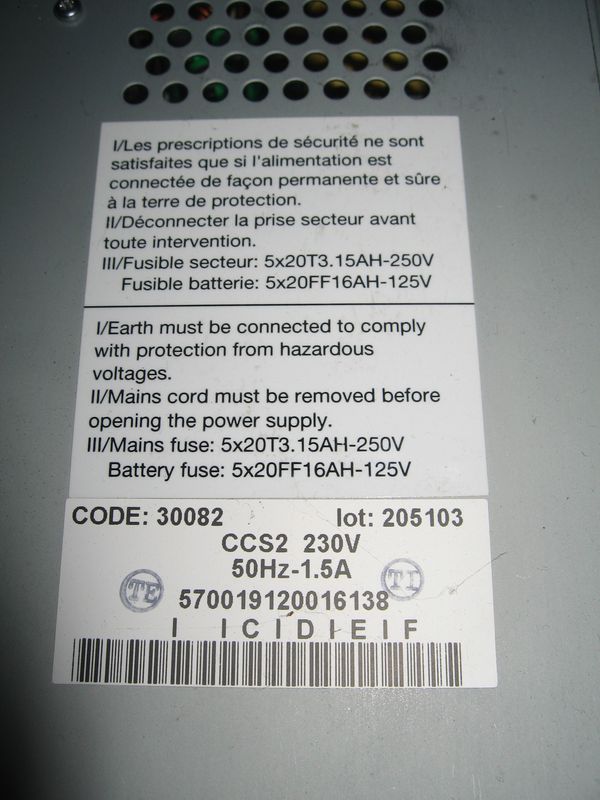 I/Les prescriptions de sécurité ne sont
satisfaites que si l'alimentation est
connectée de façon permanente et sûre
à la terre de protection.
II/Déconnecter la prise secteur avant
toute intervention.
III/Fusible secteur: 5x20T3.15AH-250V
Fusible batterie: 5x20FF16AH-125V
I/Earth must be connected to comply
with protection from hazardous
voltages.
II/Mains cord must be removed before
opening the power supply.
III/Mains fuse: 5x20T3.15AH-250V
Battery fuse: 5x20FF16AH-125V
CODE: 30082 lot: 205103
CCS2 230V
50Hz-1.5A
TE TI
570019120016138
I I C I D I E I F